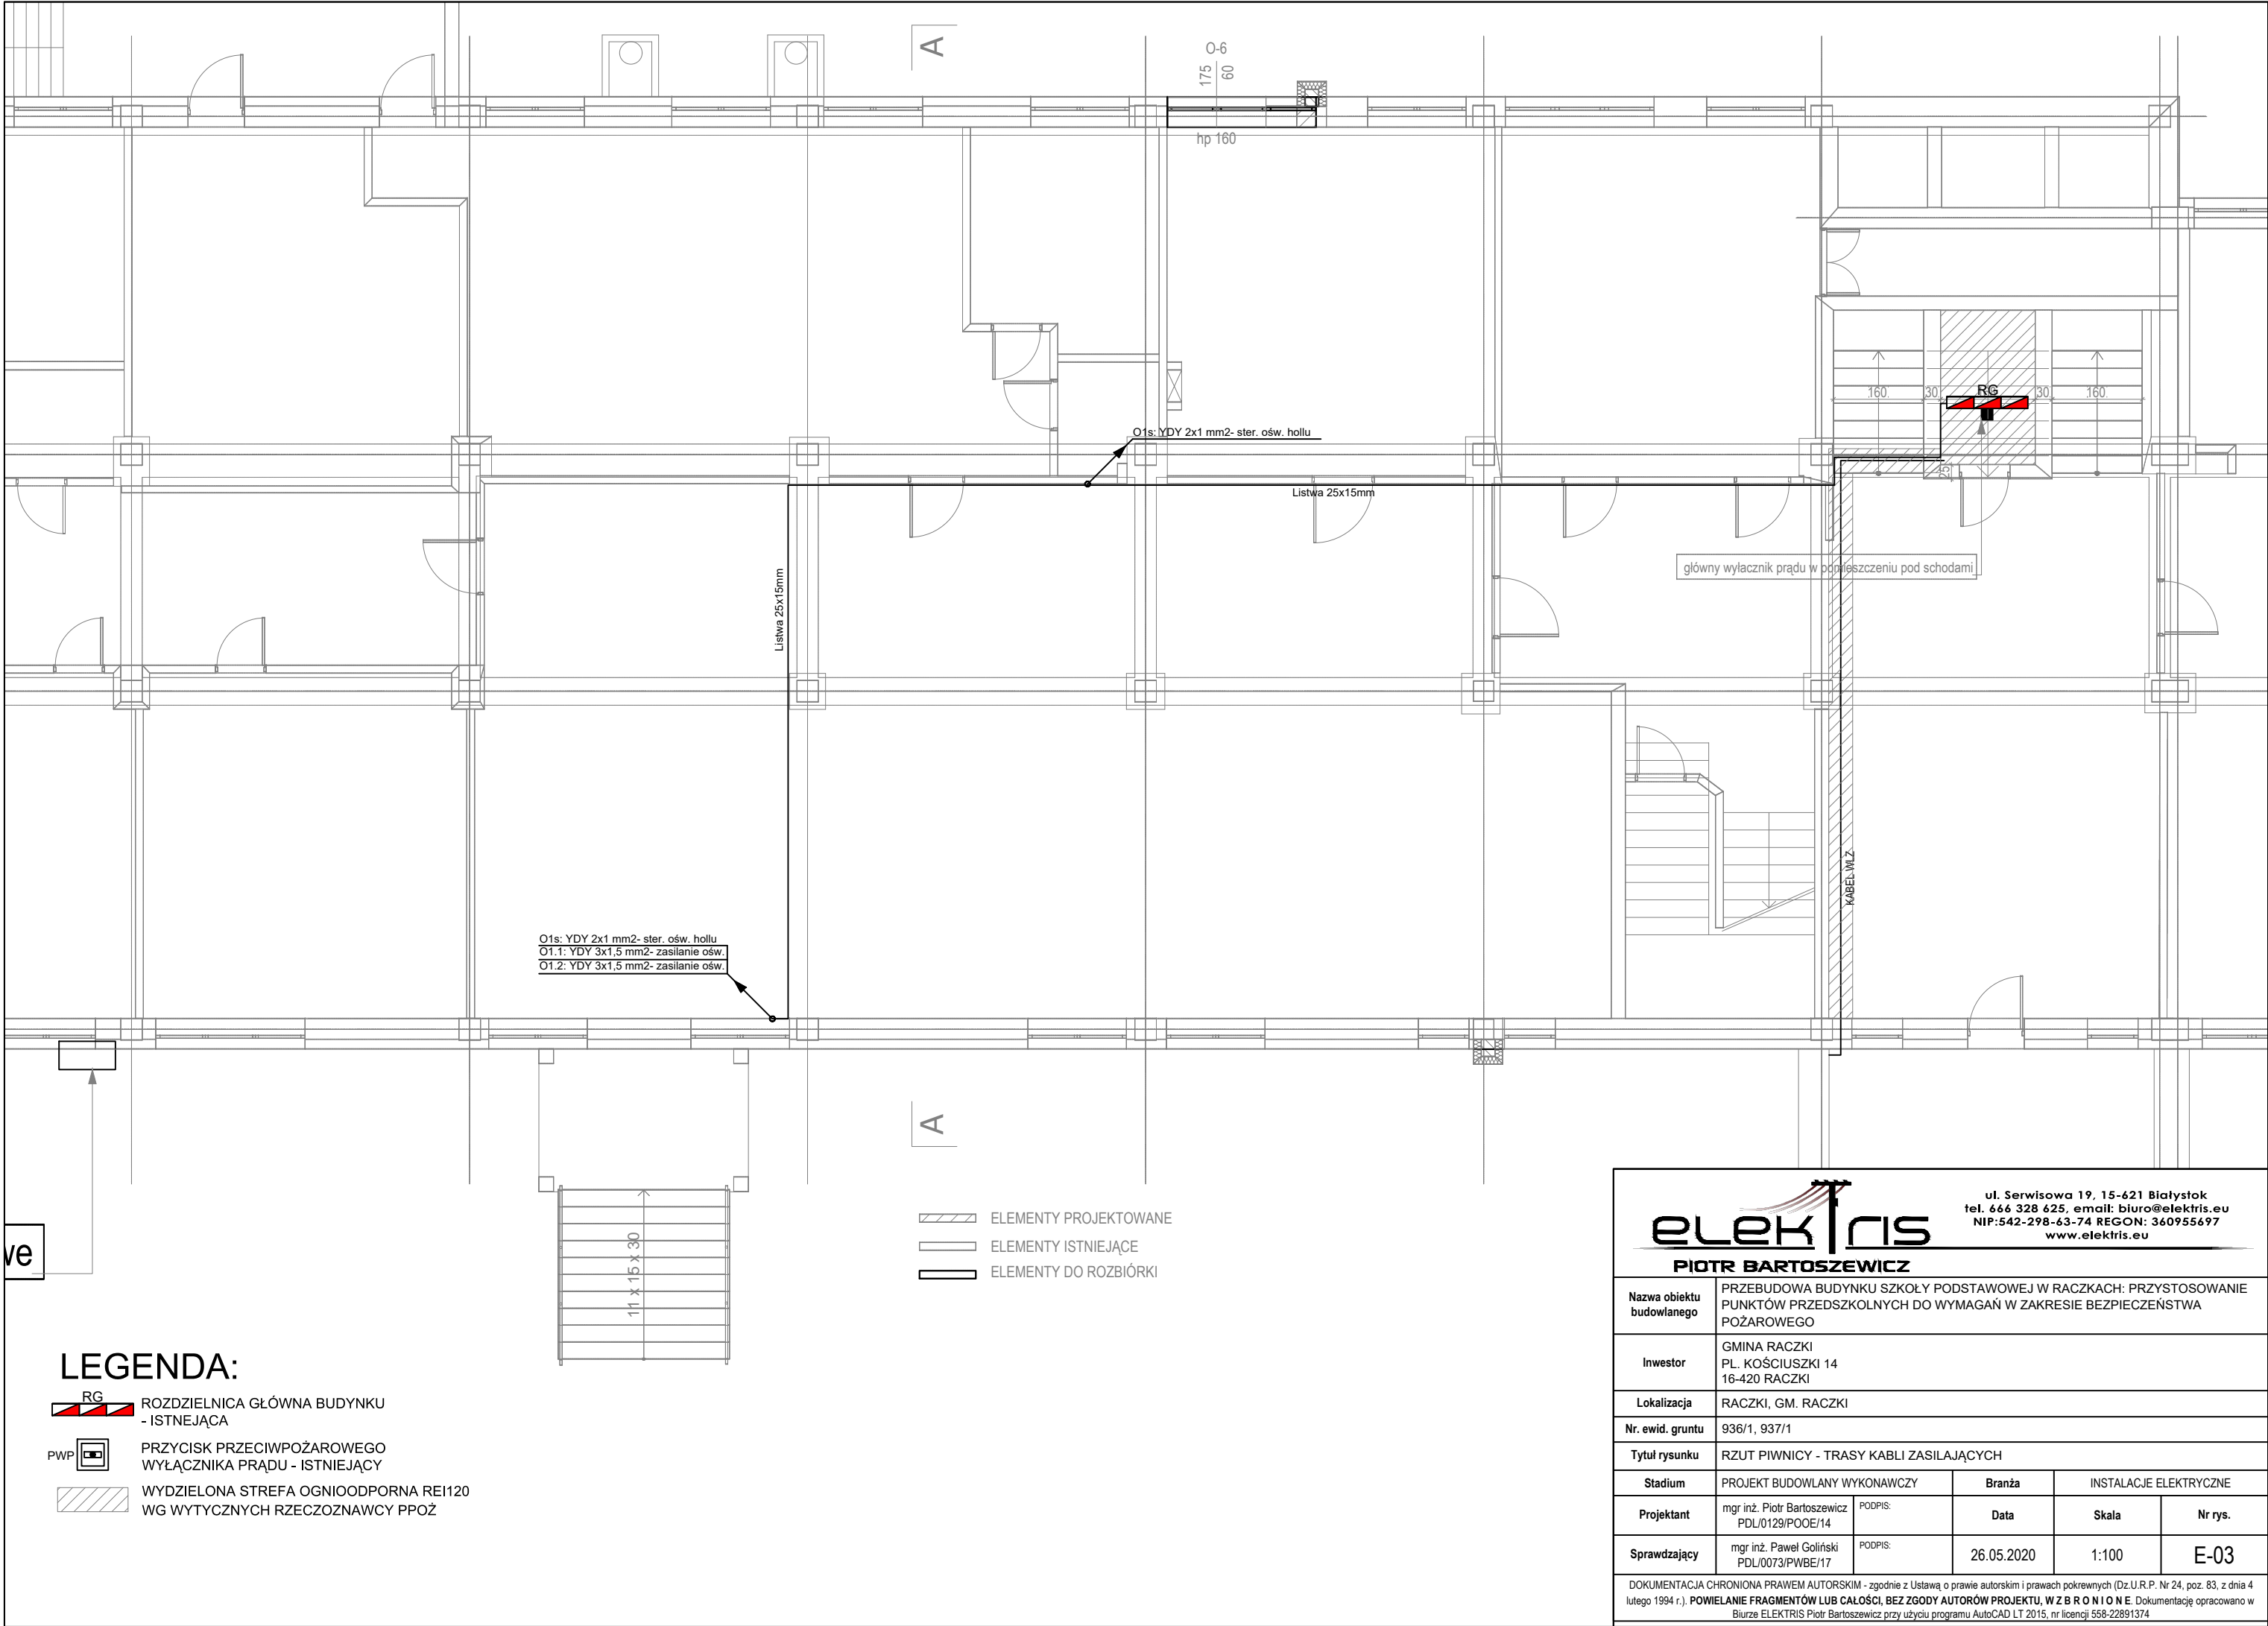 A
O-6
175
60
hp 160
160
30
RG
30
160
25
O1s: YDY 2x1 mm2- ster. ośw. hollu
Listwa 25x15mm
główny wyłacznik prądu w pomieszczeniu pod schodami
Listwa 25x15mm
KABEL WLZ
O1s: YDY 2x1 mm2- ster. ośw. hollu
O1.1: YDY 3x1,5 mm2- zasilanie ośw.
O1.2: YDY 3x1,5 mm2- zasilanie ośw.
A
we
11 x 15 x 30
ELEMENTY PROJEKTOWANE
ELEMENTY ISTNIEJĄCE
ELEMENTY DO ROZBIÓRKI
LEGENDA:
RG
ROZDZIELNICA GŁÓWNA BUDYNKU
- ISTNEJĄCA
PWP
PRZYCISK PRZECIWPOŻAROWEGO
WYŁĄCZNIKA PRĄDU - ISTNIEJĄCY
WYDZIELONA STREFA OGNIOODPORNA REI120
WG WYTYCZNYCH RZECZOZNAWCY PPOŻ
elektris
PIOTR BARTOSZEWICZ
ul. Serwisowa 19, 15-621 Białystok
tel. 666 328 625, email: biuro@elektris.eu
NIP:542-298-63-74 REGON: 360955697
www.elektris.eu
Nazwa obiektu
budowlanego
PRZEBUDOWA BUDYNKU SZKOŁY PODSTAWOWEJ W RACZKACH: PRZYSTOSOWANIE
PUNKTÓW PRZEDSZKOLNYCH DO WYMAGAŃ W ZAKRESIE BEZPIECZEŃSTWA
POŻAROWEGO
Inwestor
GMINA RACZKI
PL. KOŚCIUSZKI 14
16-420 RACZKI
Lokalizacja
RACZKI, GM. RACZKI
Nr. ewid. gruntu
936/1, 937/1
Tytuł rysunku
RZUT PIWNICY - TRASY KABLI ZASILAJĄCYCH
Stadium
PROJEKT BUDOWLANY WYKONAWCZY
Branża
INSTALACJE ELEKTRYCZNE
Projektant
mgr inż. Piotr Bartoszewicz
PDL/0129/POOE/14
PODPIS:
Data
Skala
Nr rys.
Sprawdzający
mgr inż. Paweł Goliński
PDL/0073/PWBE/17
PODPIS:
26.05.2020
1:100
E-03
DOKUMENTACJA CHRONIONA PRAWEM AUTORSKIM - zgodnie z Ustawą o prawie autorskim i prawach pokrewnych (Dz.U.R.P. Nr 24, poz. 83, z dnia 4
lutego 1994 r.). POWIELANIE FRAGMENTÓW LUB CAŁOŚCI, BEZ ZGODY AUTORÓW PROJEKTU, W Z B R O N I O N E. Dokumentację opracowano w
Biurze ELEKTRIS Piotr Bartoszewicz przy użyciu programu AutoCAD LT 2015, nr licencji 558-22891374